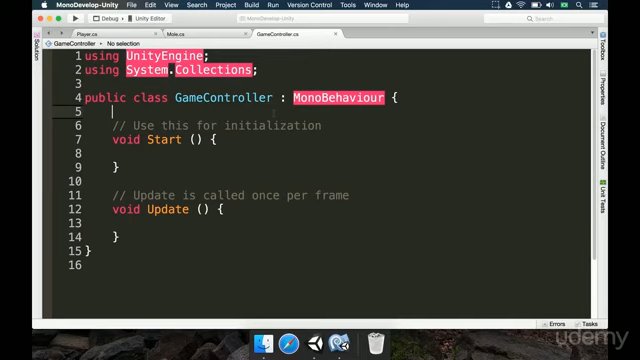 MonoDevelop-Unity File Edit View Search Project Build Run Version Control Tools Window Help
Debug Unity Editor MonoDevelop-Unity
Player.cs Mole.cs GameController.cs
GameController No selection
1 using UnityEngine;
2 using System.Collections;
3
4 public class GameController : MonoBehaviour {
5
6 // Use this for initialization
7 void Start () {
8
9 }
10
11 // Update is called once per frame
12 void Update () {
13
14 }
15 }
16
Solution
Toolbox
Properties
Document Outline
Unit Tests
Errors Tasks
udemy